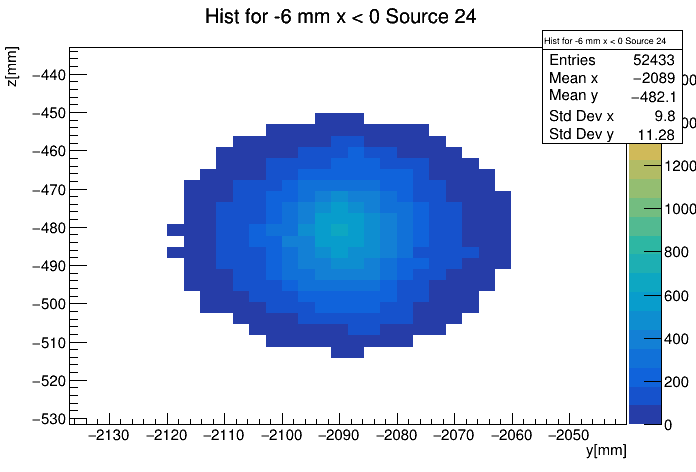 Hist for -6 mm x < 0 Source 24
z[mm]
Hist for -6 mm x < 0 Source 24
Entries 52433
Mean x −2089
Mean y −482.1
Std Dev x 9.8
Std Dev y 11.28
−440
−450
−460
−470
−480
−490
−500
−510
−520
−530
−2130 −2120 −2110 −2100 −2090 −2080 −2070 −2060 −2050
y[mm]
1200
1000
800
600
400
200
0